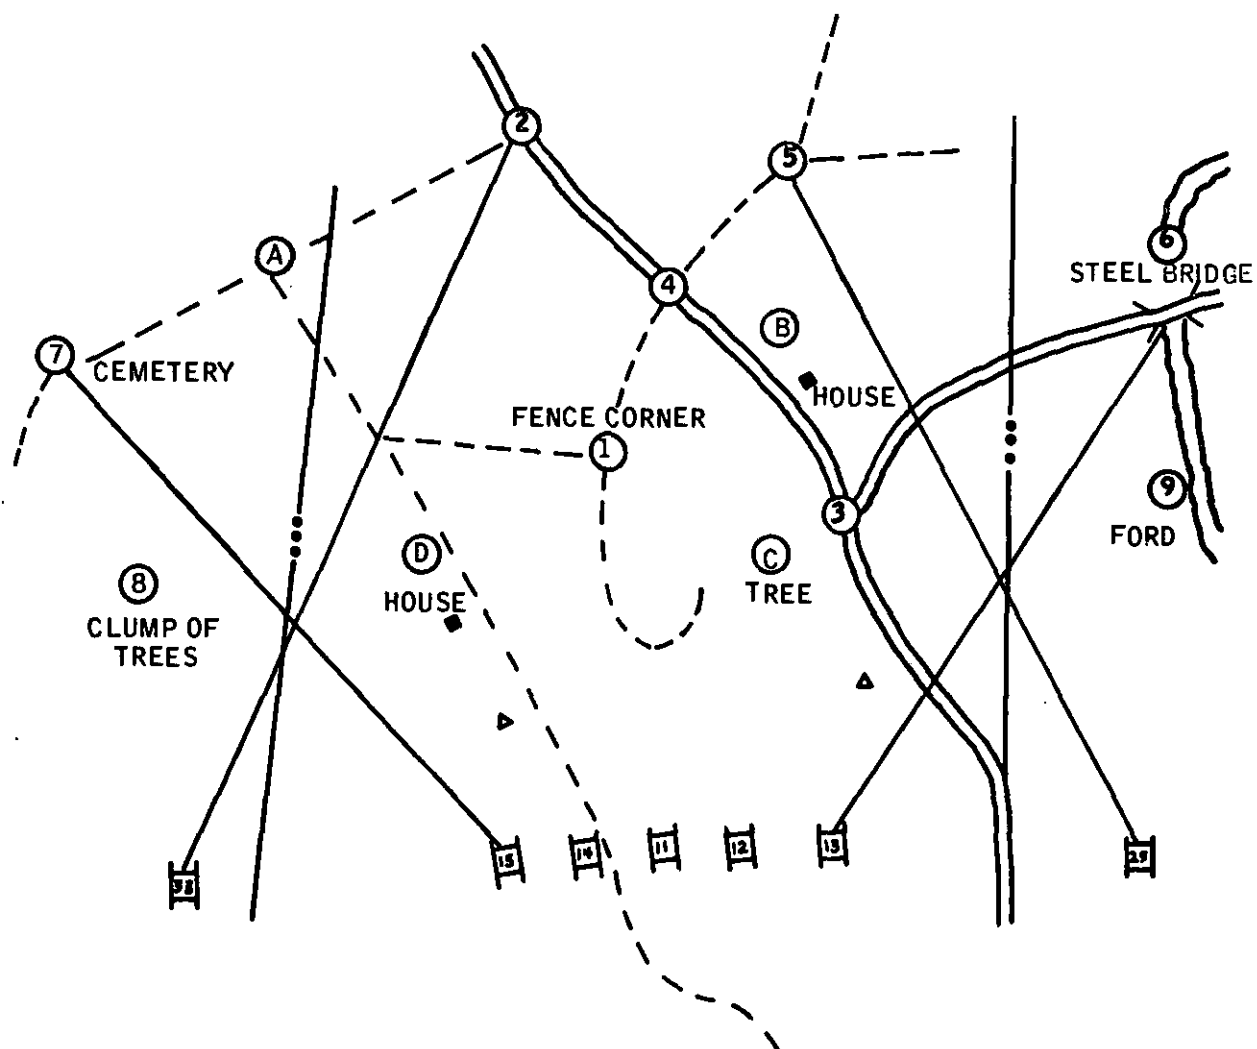 2
5
6
STEEL BRIDGE
A
4
B
7
CEMETERY
HOUSE
FENCE CORNER
1
9
FORD
3
D
HOUSE
C
TREE
8
CLUMP OF
TREES
15
14
11
12
13